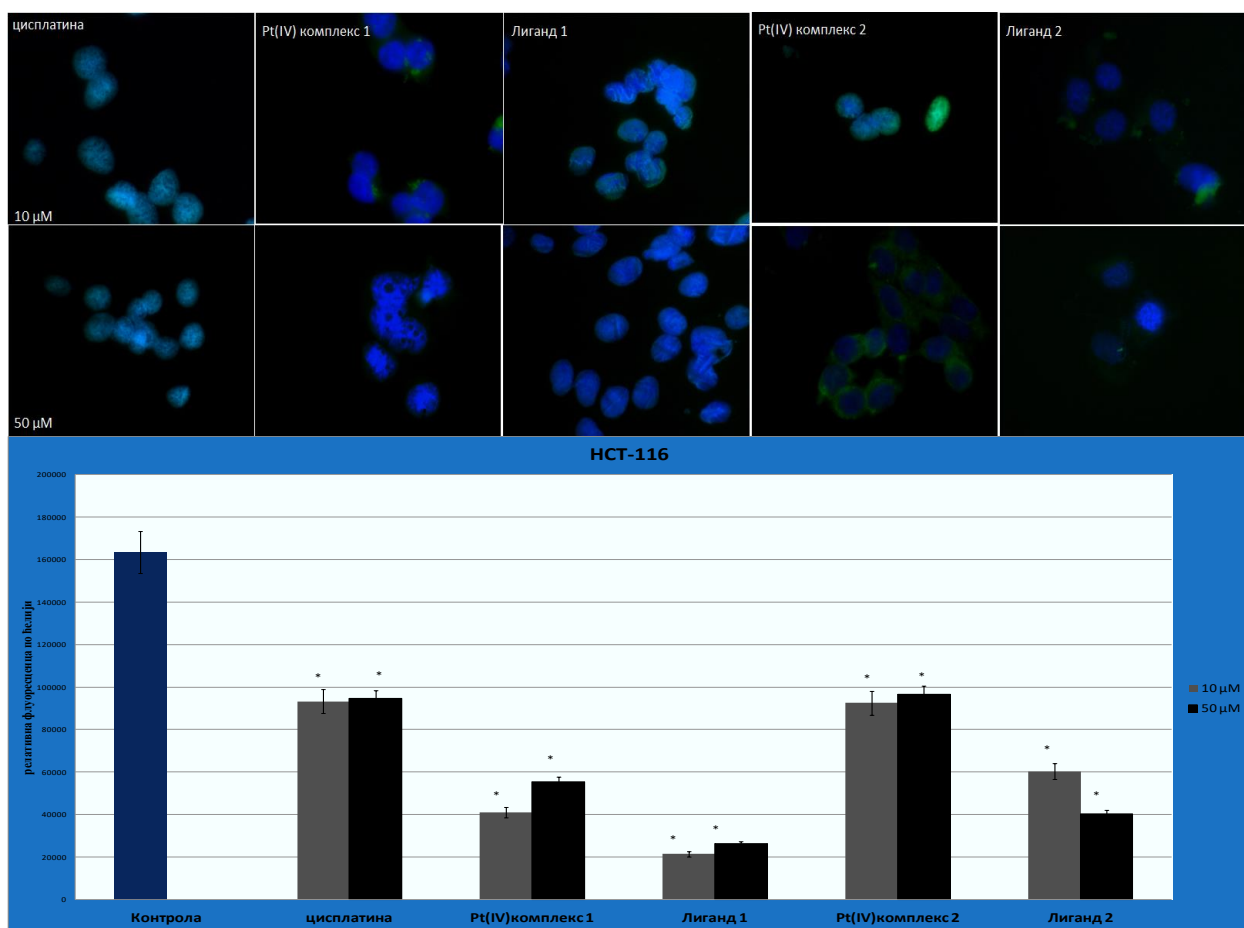 цисплатина
Pt(IV) комплекс 1
Лиганд 1
Pt(IV) комплекс 2
Лиганд 2
10 µM
50 µM
HCT-116
релативна флуоресценца по ћелији
200000
180000
160000
140000
120000
100000
80000
60000
40000
20000
0
* * * * * * * * * *
10 µM
50 µM
Контрола
цисплатина
Pt(IV)комплекс 1
Лиганд 1
Pt(IV)комплекс 2
Лиганд 2